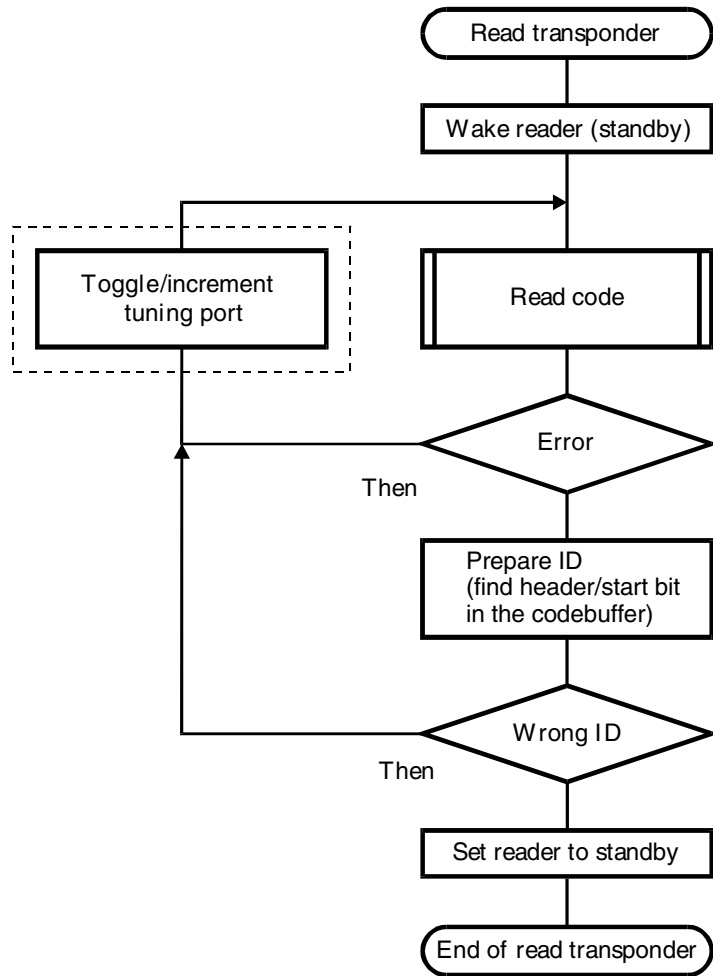 Read transponder
Wake reader (standby)
Toggle/increment
tuning port
Read code
Error
Then
Prepare ID
(find header/start bit
in the codebuffer)
Wrong ID
Then
Set reader to standby
End of read transponder